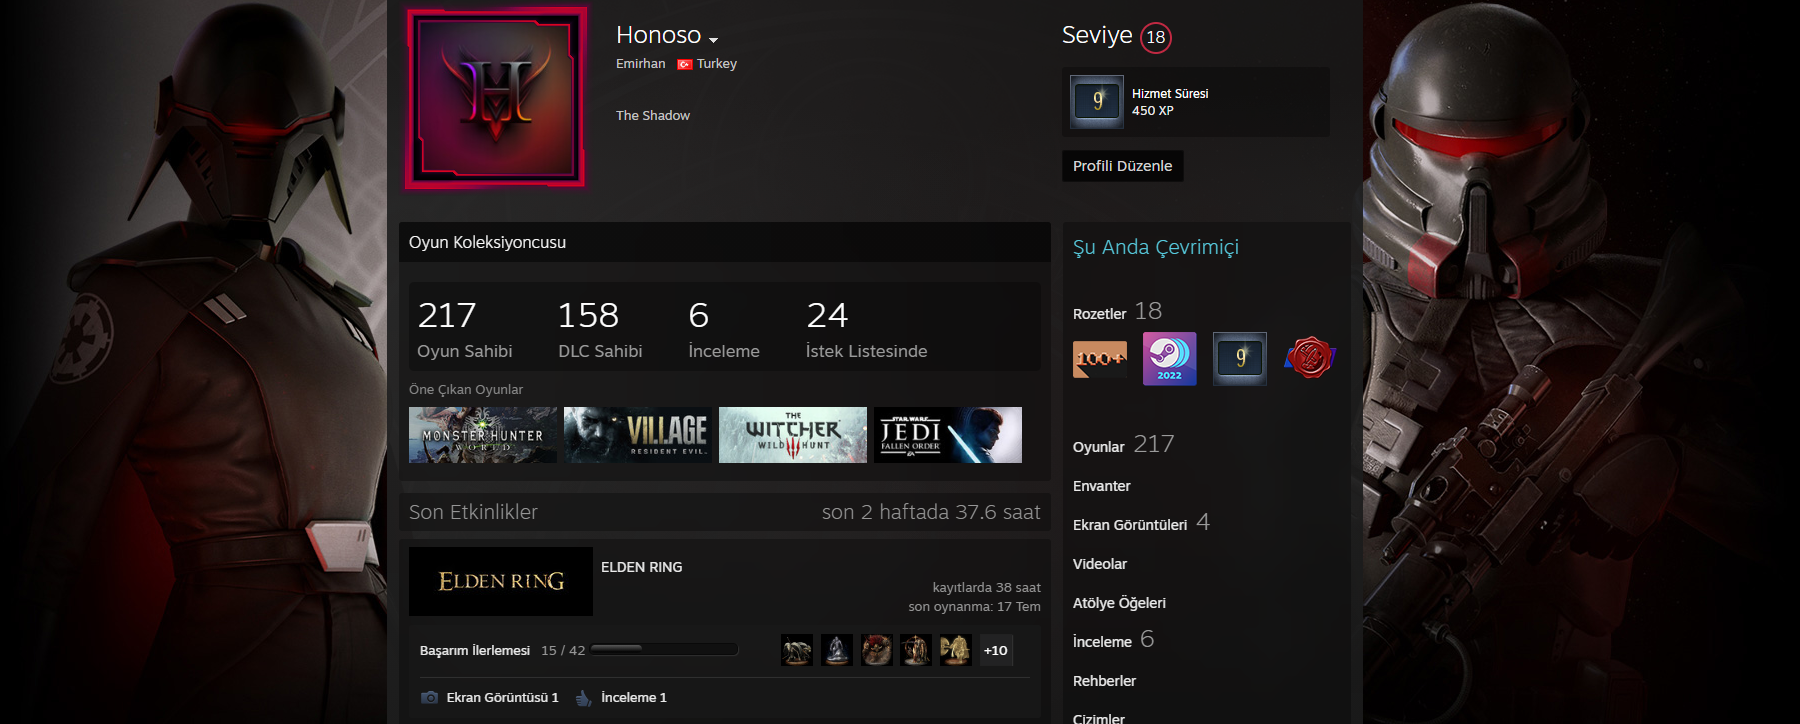 Honoso
Emirhan Turkey
The Shadow
Seviye 18
9
Hizmet Süresi
450 XP
Profili Düzenle
Oyun Koleksiyoncusu
217 158 6 24
Oyun Sahibi DLC Sahibi İnceleme İstek Listesinde
Öne Çıkan Oyunlar
MONSTER HUNTER
WORLD
VILLAGE
RESIDENT EVIL
THE
WITCHER
WILD HUNT
STAR WARS
JEDI
FALLEN ORDER
EA
Son Etkinlikler son 2 haftada 37.6 saat
ELDEN RING
ELDEN RING
kayıtlarda 38 saat
son oynanma: 17 Tem
Başarım İlerlemesi 15 / 42 +10
Ekran Görüntüsü 1 İnceleme 1
Şu Anda Çevrimiçi
Rozetler 18
100+
2022
9
Oyunlar 217
Envanter
Ekran Görüntüleri 4
Videolar
Atölye Öğeleri
İnceleme 6
Rehberler
Çizimler